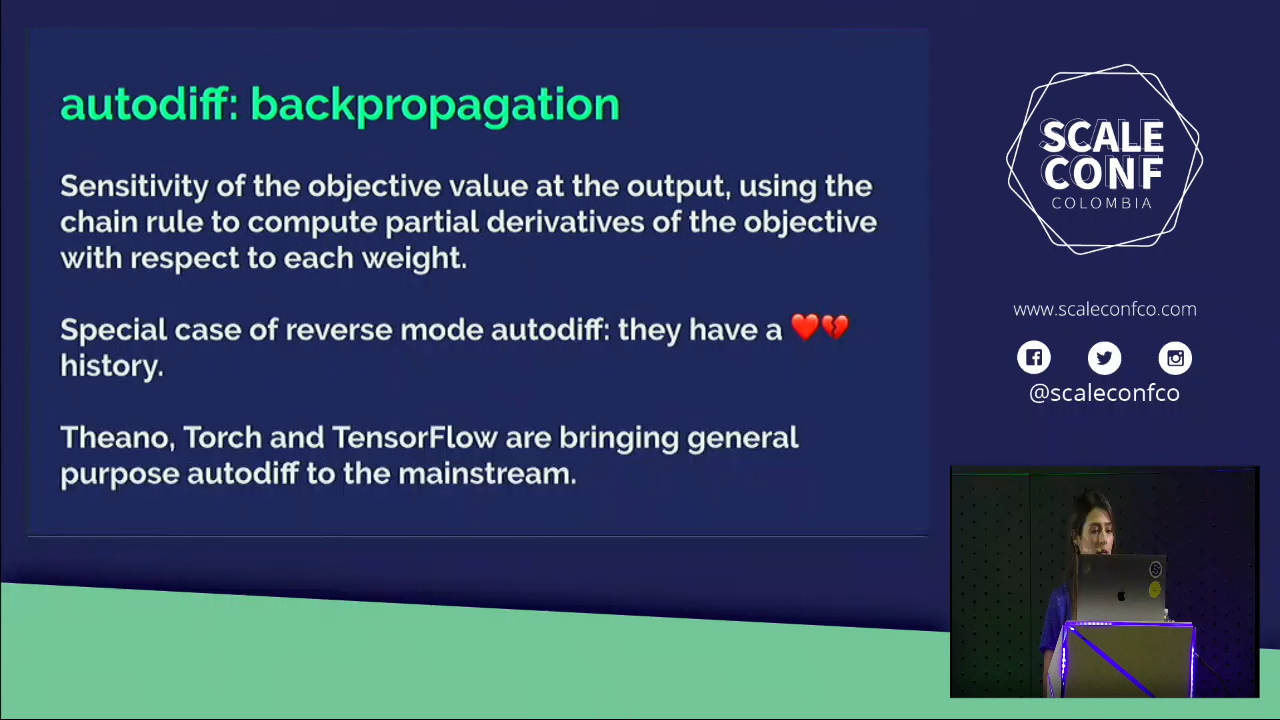 autodiff: backpropagation
Sensitivity of the objective value at the output, using the
chain rule to compute partial derivatives of the objective
with respect to each weight.
Special case of reverse mode autodiff: they have a ❤️💔
history.
Theano, Torch and TensorFlow are bringing general
purpose autodiff to the mainstream.
SCALE
CONF
COLOMBIA
www.scaleconfco.com
@scaleconfco